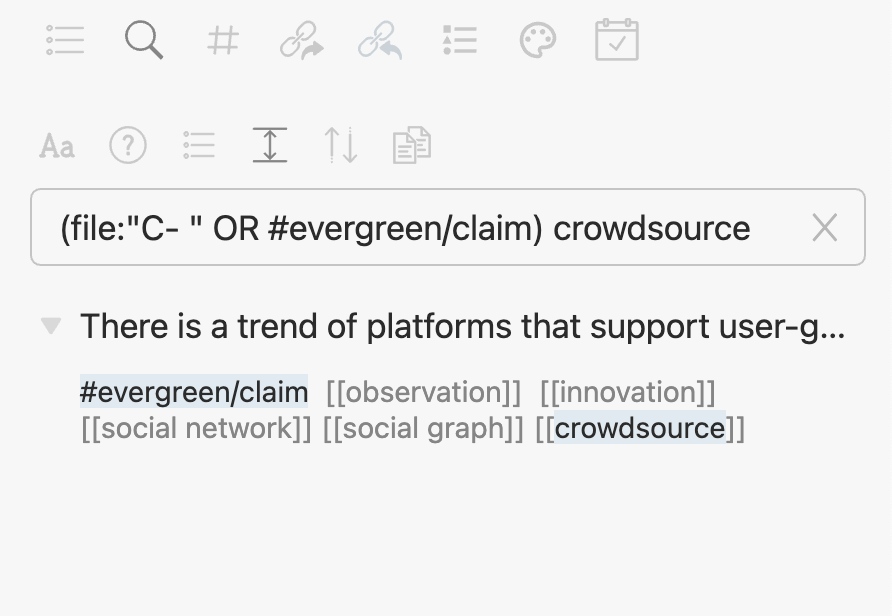 Aa
(file:"C- " OR #evergreen/claim) crowdsource
There is a trend of platforms that support user-g...
#evergreen/claim [[observation]] [[innovation]]
[[social network]] [[social graph]] [[crowdsource]]